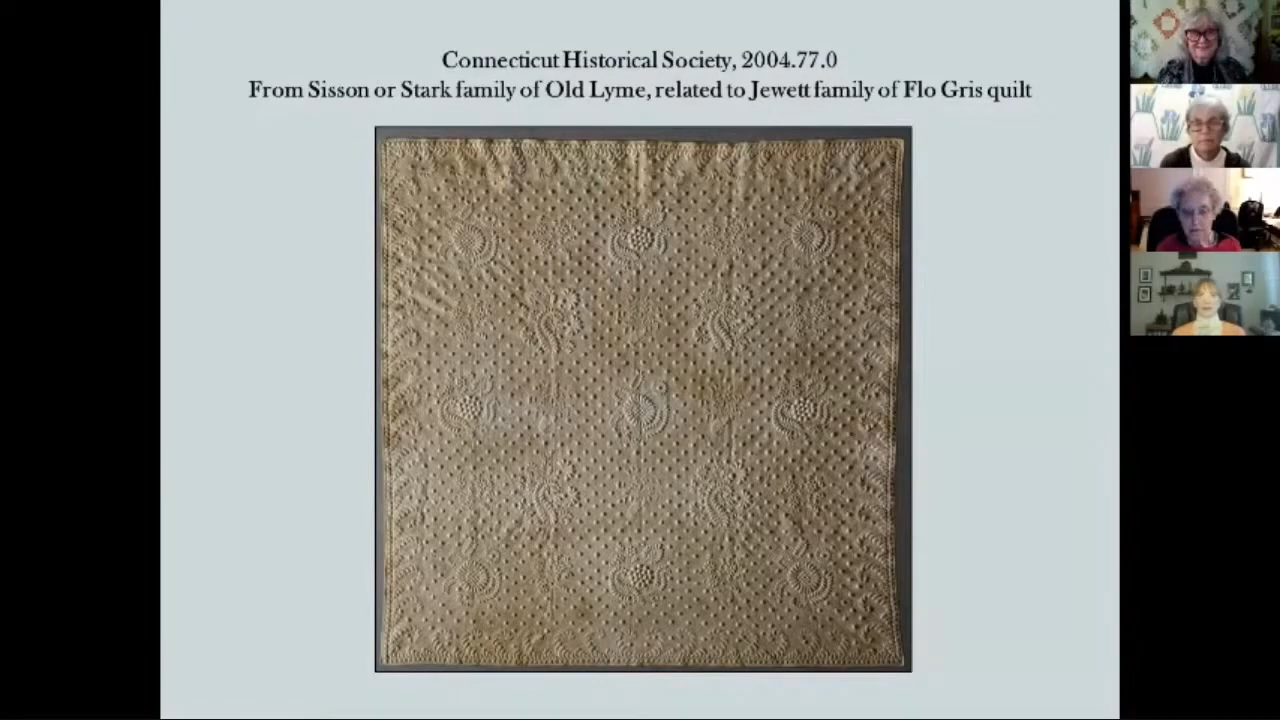 Connecticut Historical Society, 2004.77.0
From Sisson or Stark family of Old Lyme, related to Jewett family of Flo Gris quilt